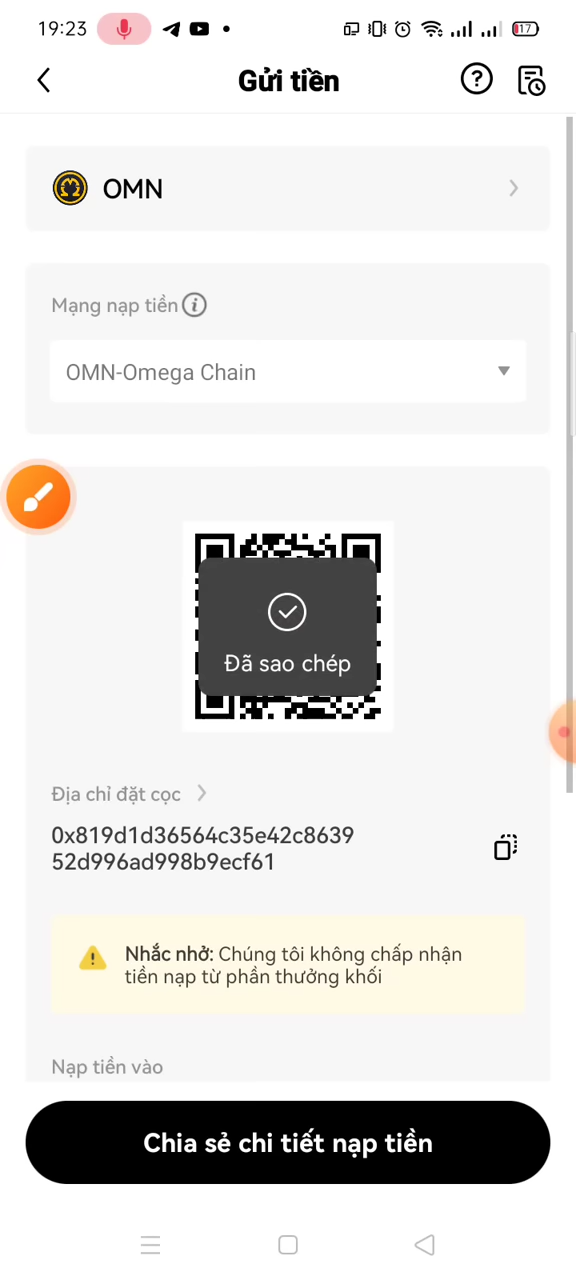 19:23
17
Gửi tiền
OMN
Mạng nạp tiền
OMN-Omega Chain
Đã sao chép
Địa chỉ đặt cọc
0x819d1d36564c35e42c8639
52d996ad998b9ecf61
Nhắc nhở: Chúng tôi không chấp nhận
tiền nạp từ phần thưởng khối
Nạp tiền vào
Chia sẻ chi tiết nạp tiền